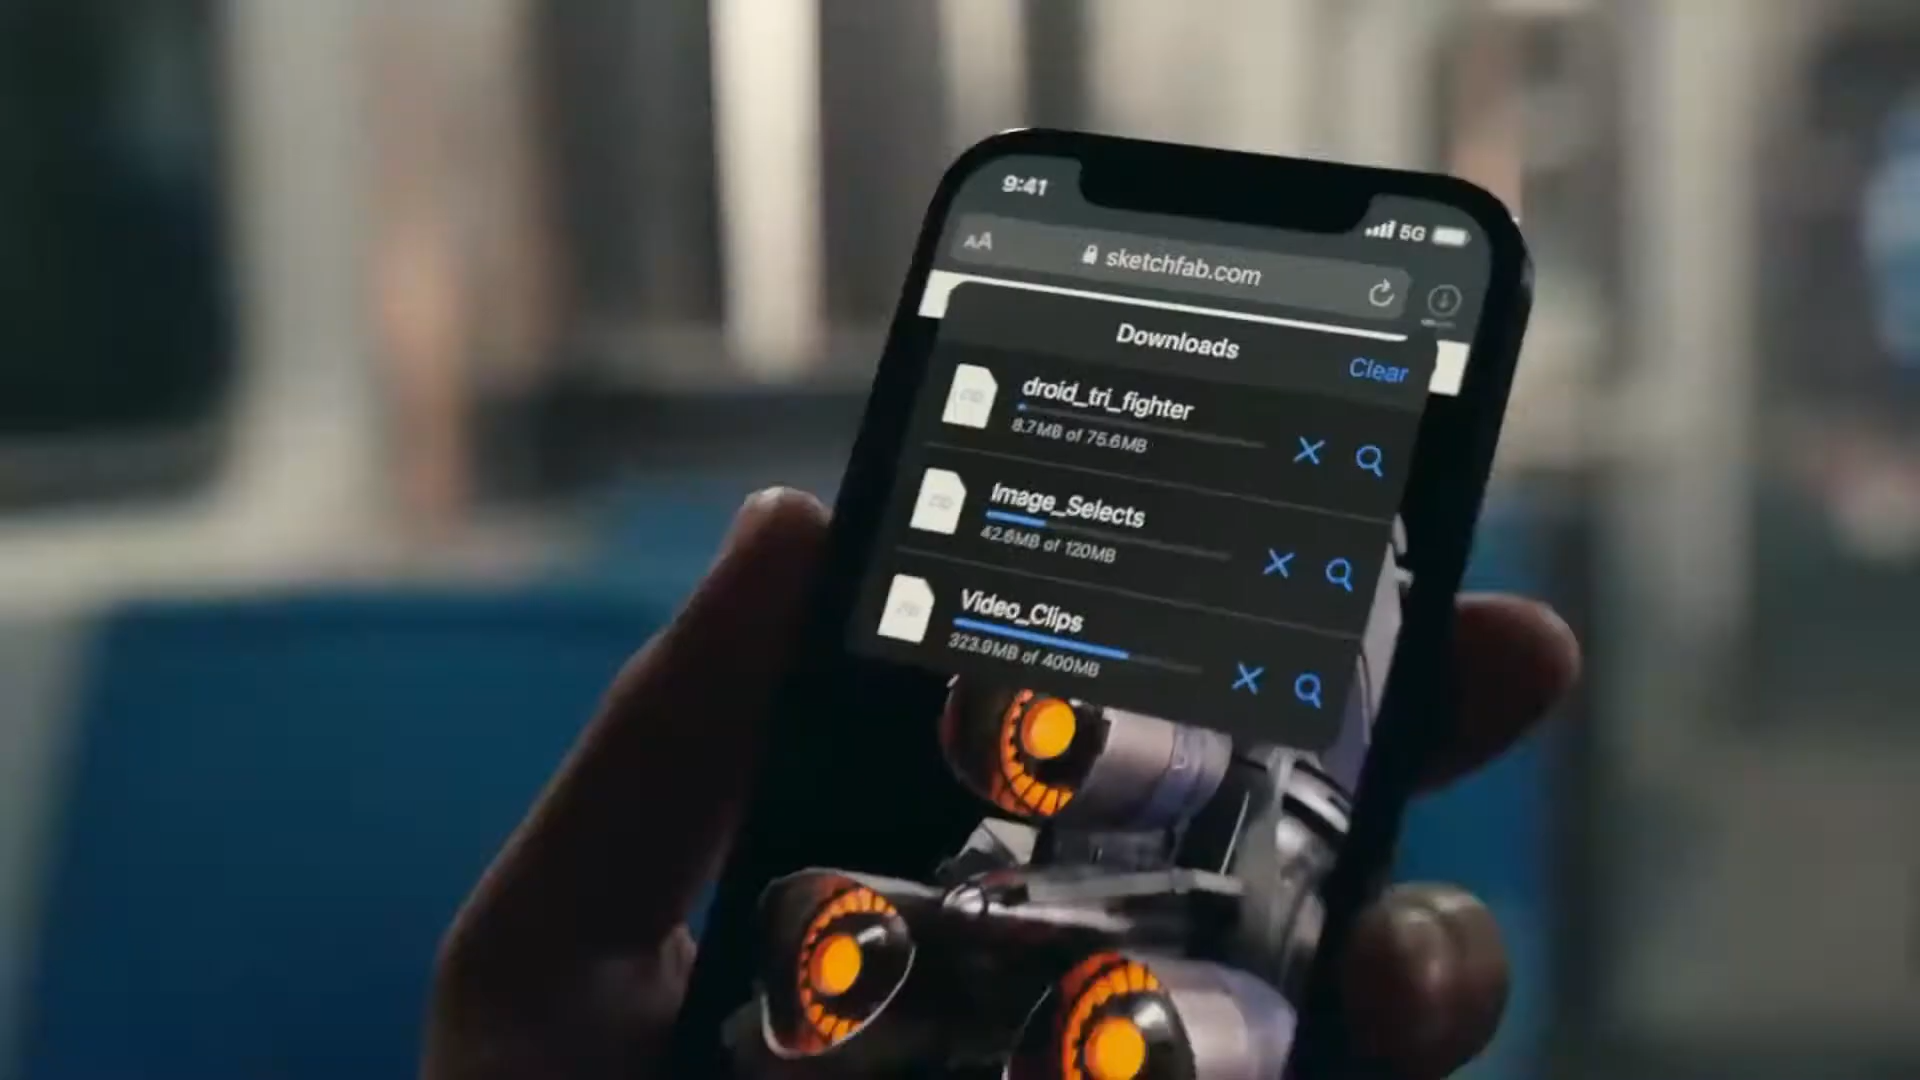 9:41
5G
AA
sketchfab.com
Downloads
Clear
droid_tri_fighter
8.7MB of 75.6MB
Image_Selects
42.6MB of 120MB
Video_Clips
323.9MB of 400MB